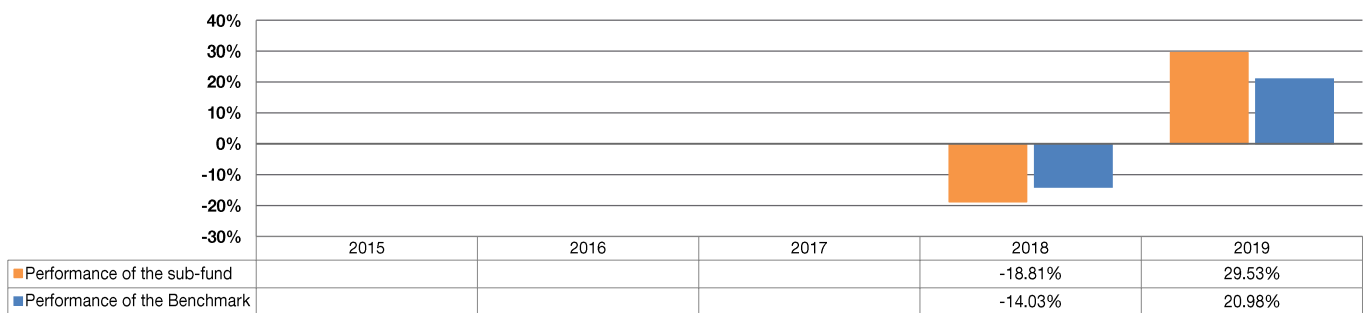 40%
30%
20%
10%
0%
-10%
-20%
-30%
2015 2016 2017 2018 2019
Performance of the sub-fund -18.81% 29.53%
Performance of the Benchmark -14.03% 20.98%